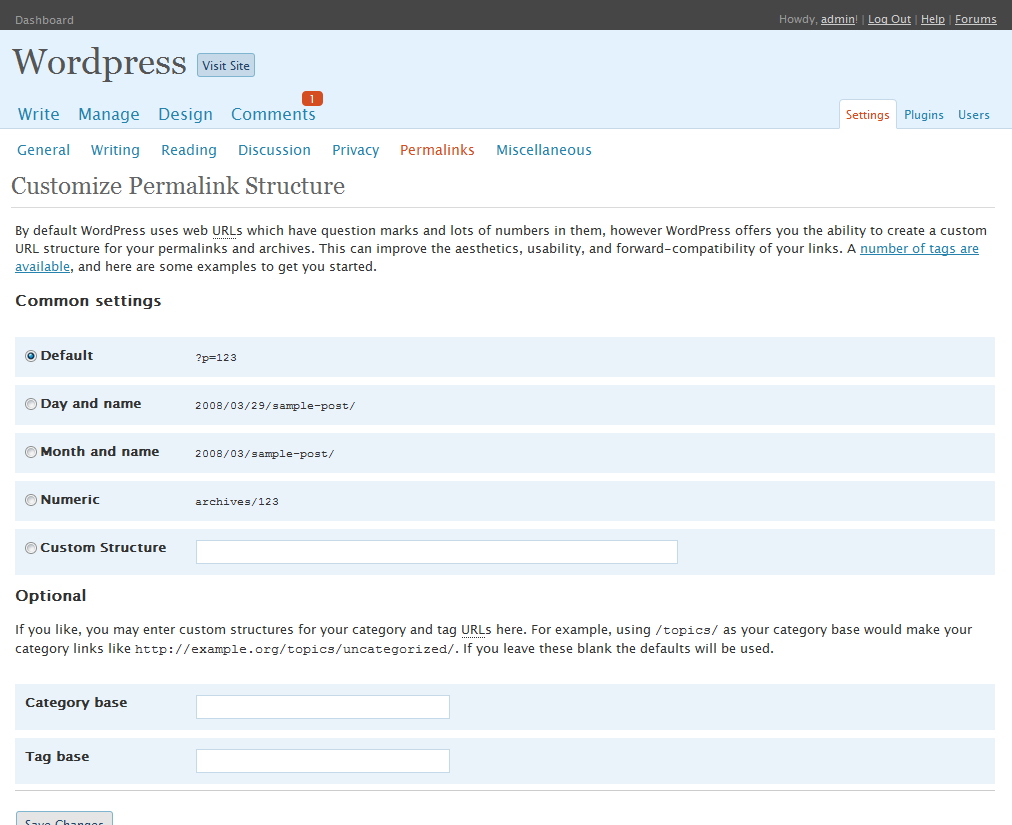 Dashboard
Howdy, admin! | Log Out | Help | Forums
Wordpress Visit Site
1
Write Manage Design Comments
Settings Plugins Users
General Writing Reading Discussion Privacy Permalinks Miscellaneous
Customize Permalink Structure
By default WordPress uses web URLs which have question marks and lots of numbers in them, however WordPress offers you the ability to create a custom
URL structure for your permalinks and archives. This can improve the aesthetics, usability, and forward-compatibility of your links. A number of tags are
available, and here are some examples to get you started.
Common settings
Default ?p=123
Day and name 2008/03/29/sample-post/
Month and name 2008/03/sample-post/
Numeric archives/123
Custom Structure
Optional
If you like, you may enter custom structures for your category and tag URLs here. For example, using /topics/ as your category base would make your
category links like http://example.org/topics/uncategorized/. If you leave these blank the defaults will be used.
Category base
Tag base
Save Changes